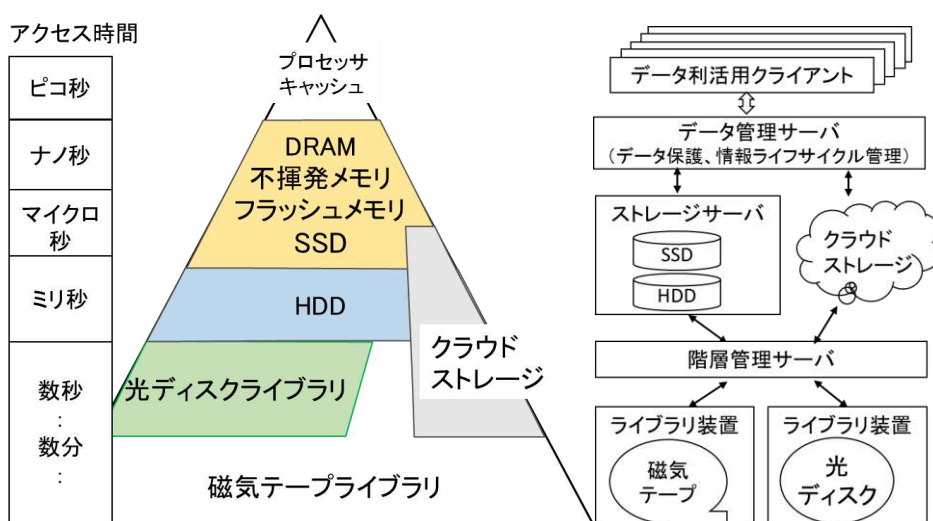 アクセス時間
ピコ秒
ナノ秒
マイクロ
秒
ミリ秒
数秒
:
数分
:
プロセッサ
キャッシュ
DRAM
不揮発メモリ
フラッシュメモリ
SSD
HDD
光ディスクライブラリ
クラウド
ストレージ
磁気テープライブラリ
データ利活用クライアント
データ管理サーバ
(データ保護、情報ライフサイクル管理)
ストレージサーバ
SSD
HDD
クラウド
ストレージ
階層管理サーバ
ライブラリ装置
磁気
テープ
ライブラリ装置
光
ディスク